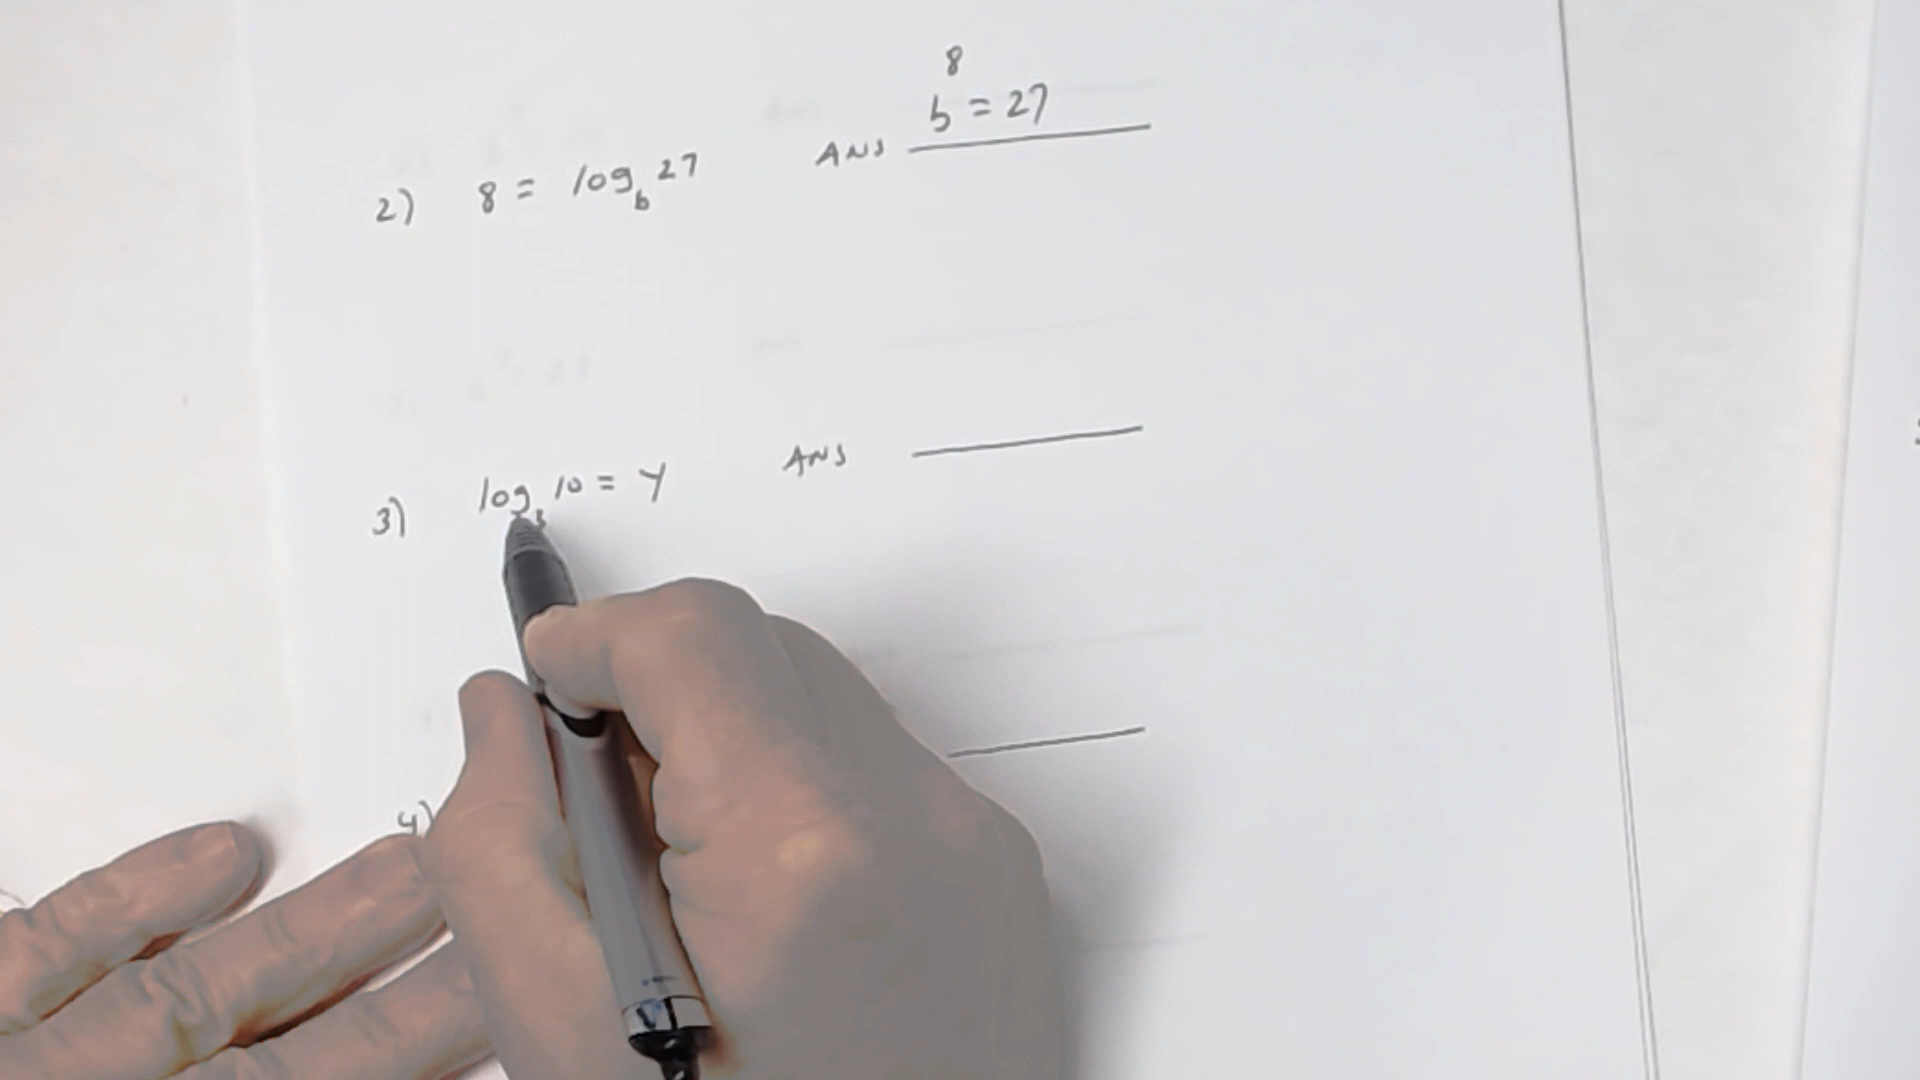 8
b = 27
2) 8 = log_b 27 ANS
3) log_3 10 = y ANS
4)